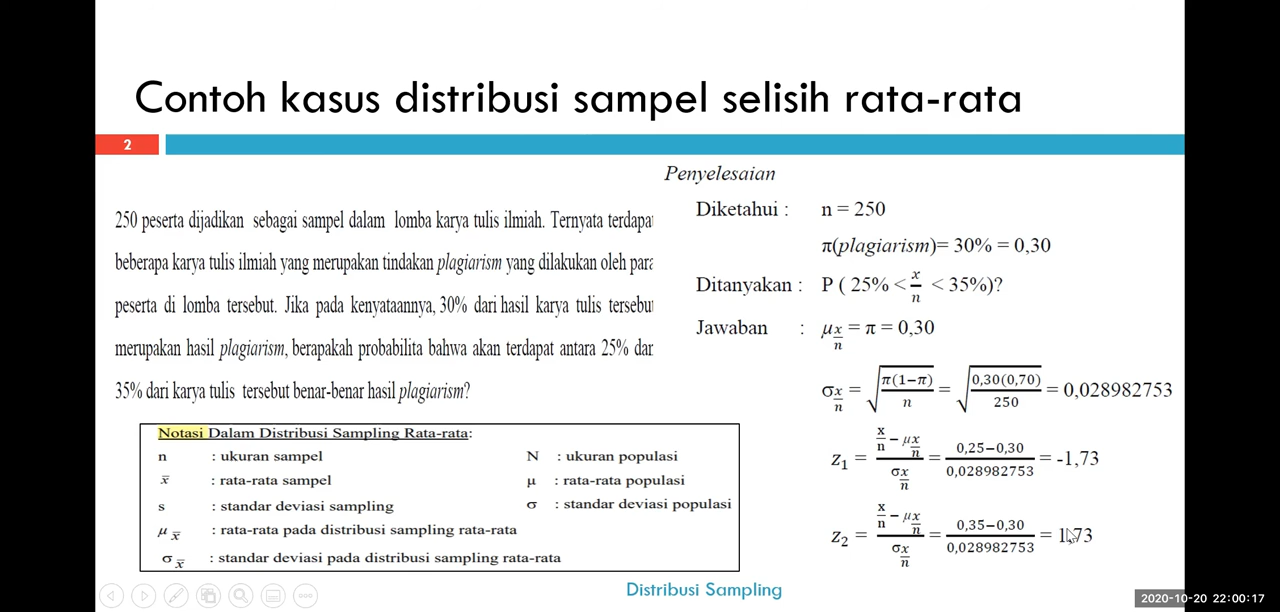 Contoh kasus distribusi sampel selisih rata-rata
2
250 peserta dijadikan sebagai sampel dalam lomba karya tulis ilmiah. Ternyata terdapat
beberapa karya tulis ilmiah yang merupakan tindakan plagiarism yang dilakukan oleh para
peserta di lomba tersebut. Jika pada kenyataannya, 30% dari hasil karya tulis tersebut
merupakan hasil plagiarism, berapakah probabilita bahwa akan terdapat antara 25% dan
35% dari karya tulis tersebut benar-benar hasil plagiarism?
Notasi Dalam Distribusi Sampling Rata-rata:
n : ukuran sampel N : ukuran populasi
x̄ : rata-rata sampel μ : rata-rata populasi
s : standar deviasi sampling σ : standar deviasi populasi
μ x̄ : rata-rata pada distribusi sampling rata-rata
σ x̄ : standar deviasi pada distribusi sampling rata-rata
Penyelesaian
Diketahui : n = 250
π(plagiarism)= 30% = 0,30
Ditanyakan : P ( 25% < x/n < 35%)?
Jawaban : μx/n = π = 0,30
σx/n = √(π(1−π)/n) = √(0,30(0,70)/250) = 0,028982753
z₁ = (x/n − μx/n)/(σx/n) = (0,25−0,30)/0,028982753 = -1,73
z₂ = (x/n − μx/n)/(σx/n) = (0,35−0,30)/0,028982753 = 1,73
Distribusi Sampling
2020-10-20 22:00:17